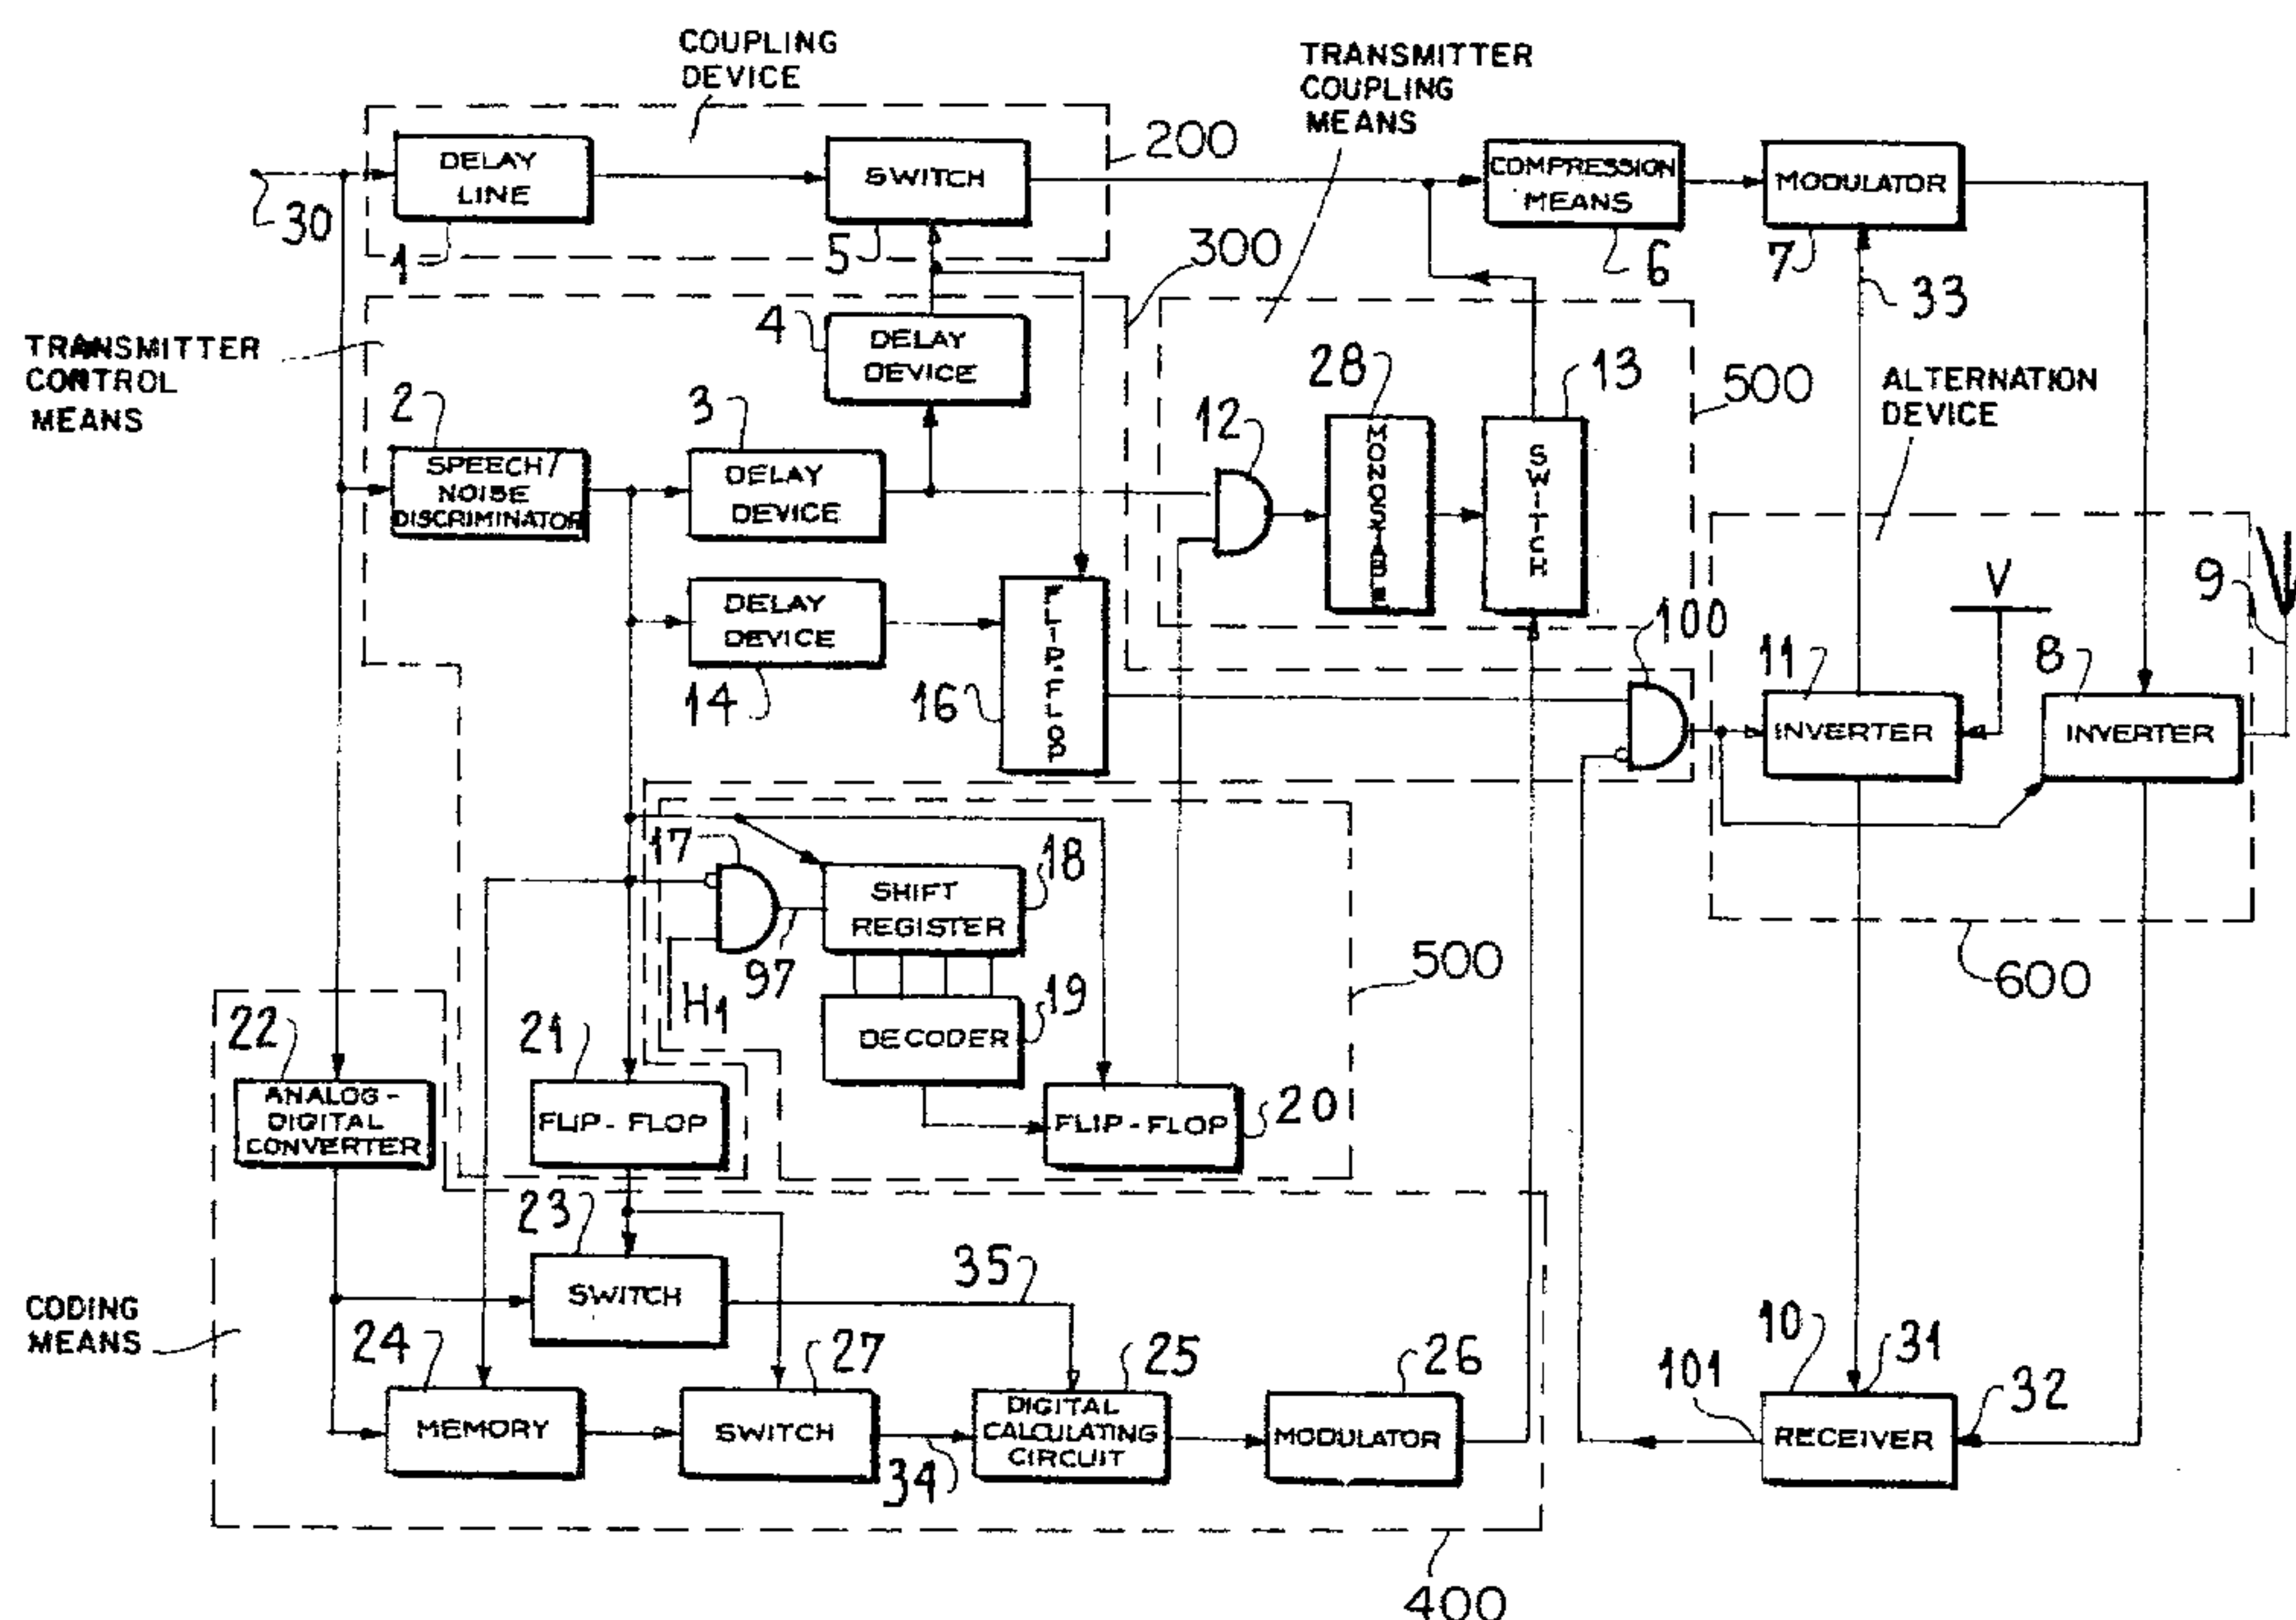 COUPLING
DEVICE
TRANSMITTER
COUPLING
MEANS
200
DELAY
LINE
SWITCH
COMPRESSION
MEANS
MODULATOR
30
1
5
300
6
7
33
TRANSMITTER
CONTROL
MEANS
4
DELAY
DEVICE
28
13
500
ALTERNATION
DEVICE
2
3
12
SPEECH/
NOISE
DISCRIMINATOR
DELAY
DEVICE
MONOSTABLE
SWITCH
V
9
DELAY
DEVICE
14
16
FLIP-FLOP
100
11
8
INVERTER
INVERTER
17
18
SHIFT
REGISTER
97
H1
500
600
19
DECODER
22
21
ANALOG-
DIGITAL
CONVERTER
FLIP-FLOP
FLIP-FLOP
20
23
SWITCH
35
CODING
MEANS
24
27
25
26
101
10
31
32
MEMORY
SWITCH
34
DIGITAL
CALCULATING
CIRCUIT
MODULATOR
RECEIVER
400